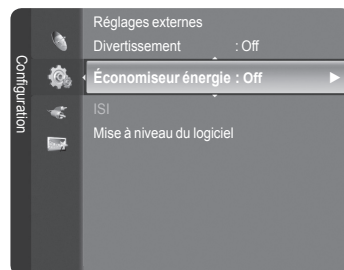 Configuration
Réglages externes
Divertissement : Off
Économiseur énergie : Off
ISI
Mise à niveau du logiciel